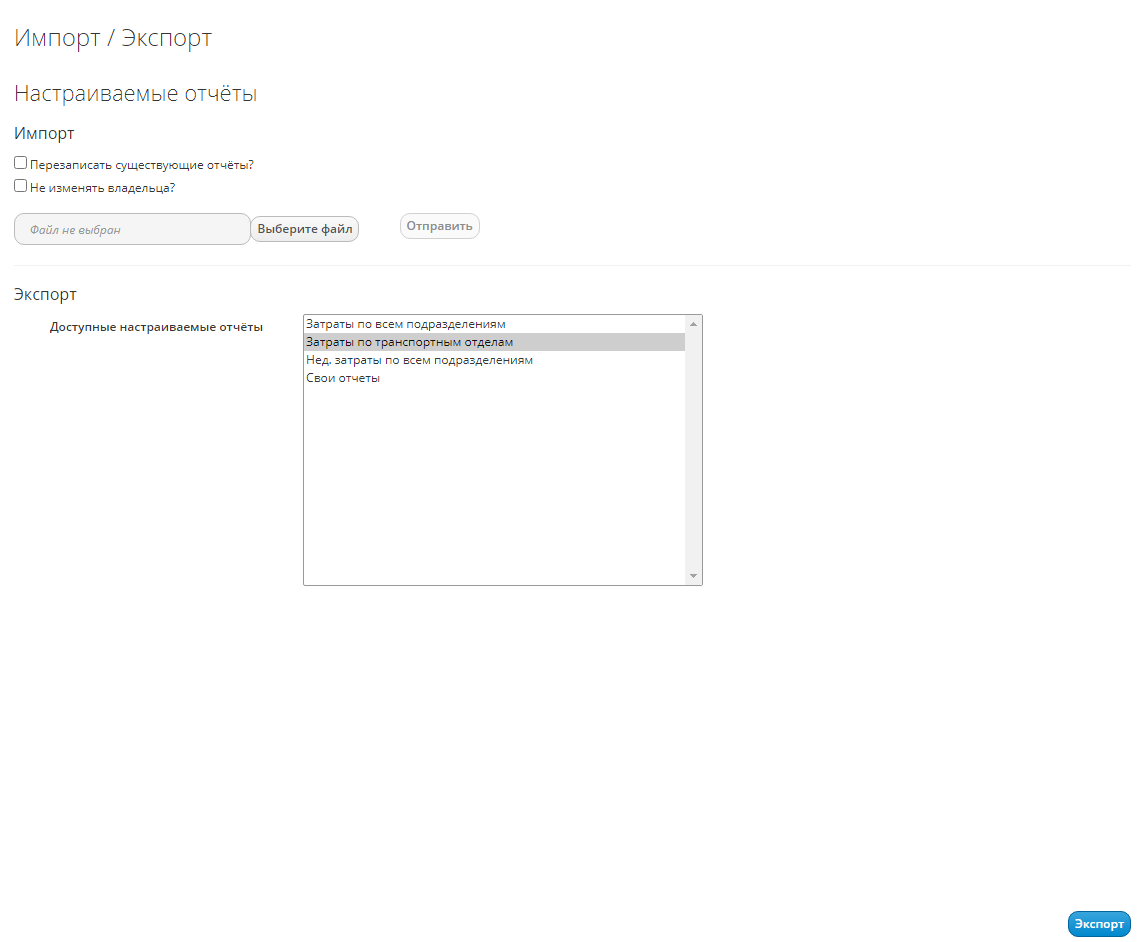 Импорт / Экспорт
Настраиваемые отчёты
Импорт
Перезаписать существующие отчёты?
Не изменять владельца?
Файл не выбран
Выберите файл
Отправить
Экспорт
Доступные настраиваемые отчёты
Затраты по всем подразделениям
Затраты по транспортным отделам
Нед. затраты по всем подразделениям
Свои отчеты
Экспорт